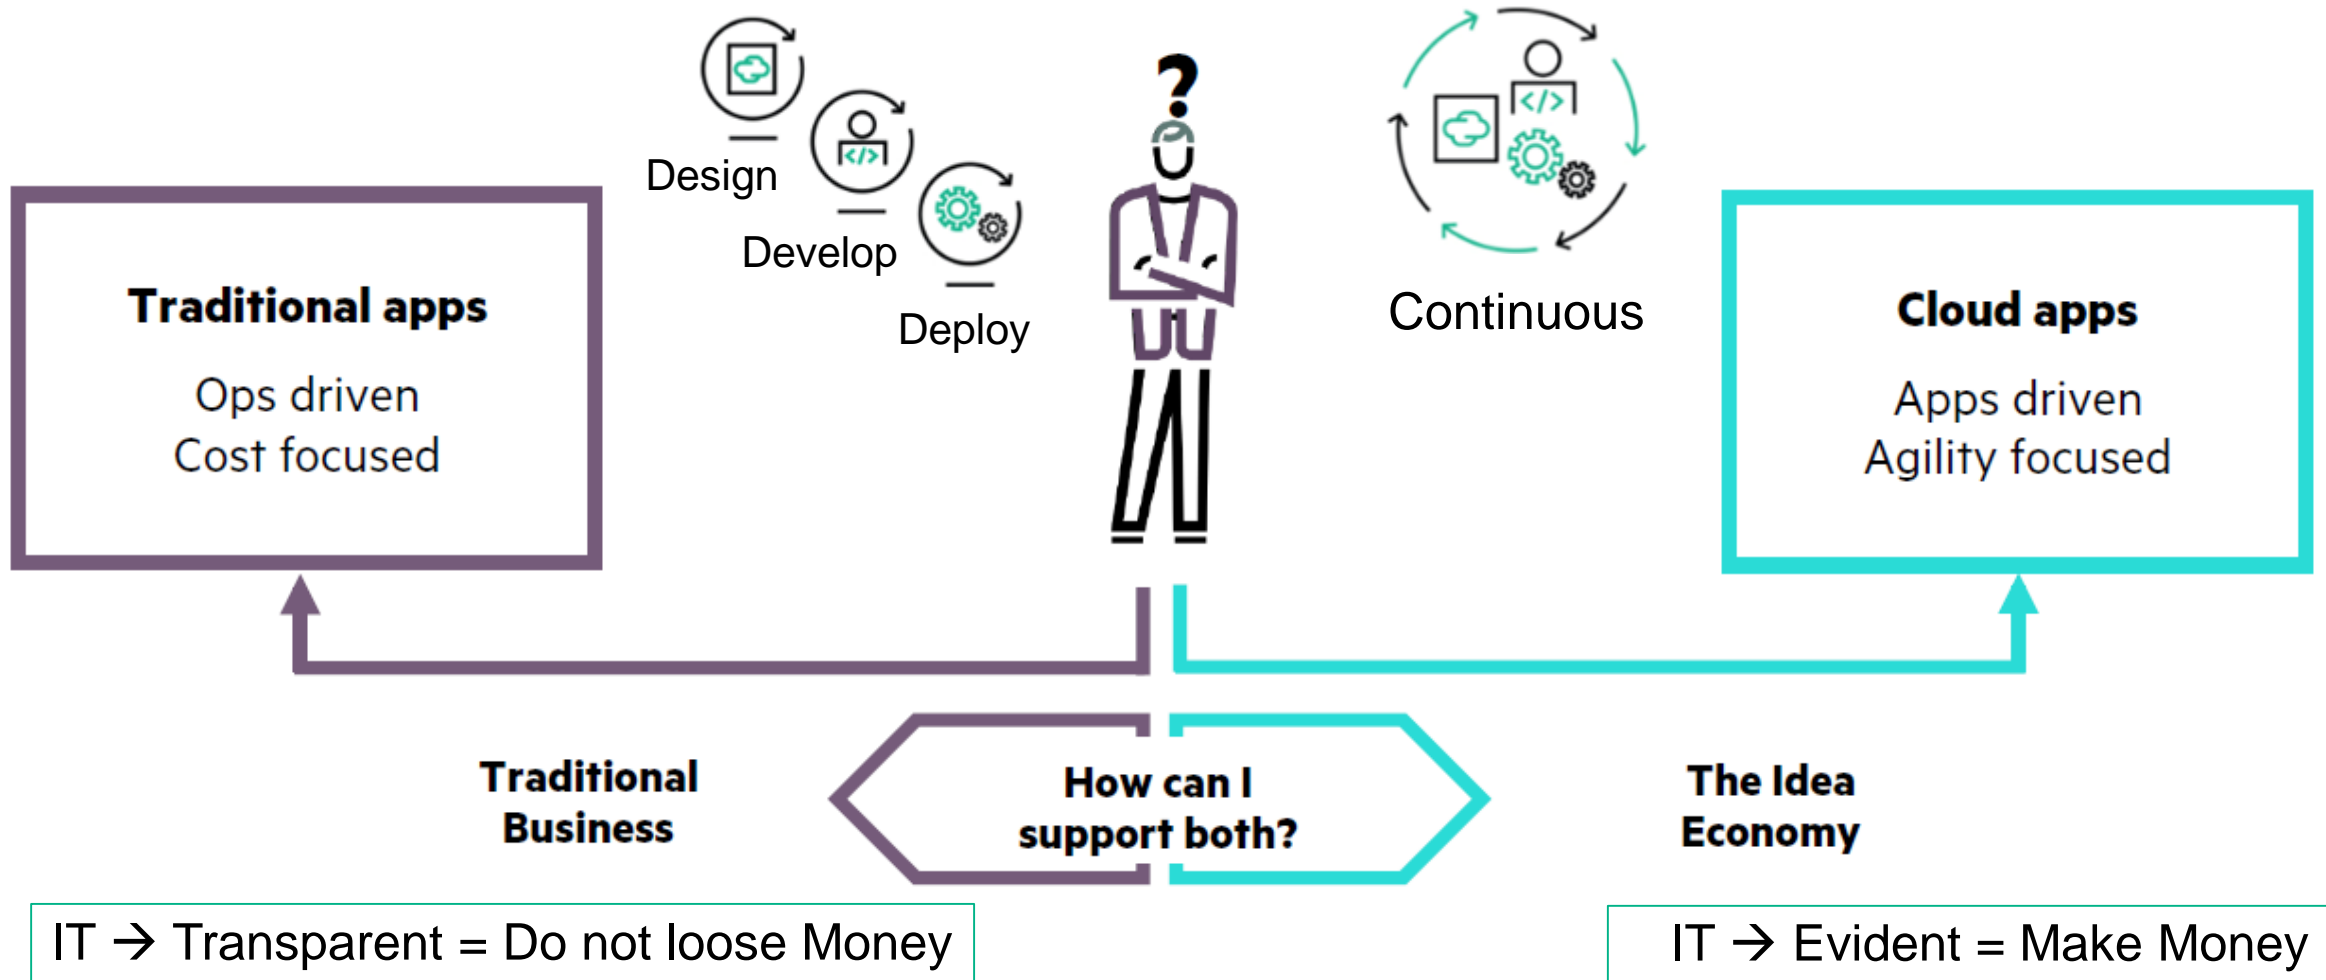 ?
</>
</>
Design
</>
Develop
Deploy
Continuous
Traditional apps
Ops driven
Cost focused
Cloud apps
Apps driven
Agility focused
Traditional
Business
How can I
support both?
The Idea
Economy
IT → Transparent = Do not loose Money
IT → Evident = Make Money